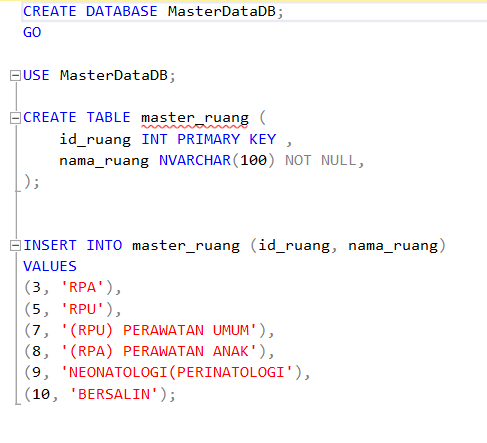 CREATE DATABASE MasterDataDB;
GO
USE MasterDataDB;
CREATE TABLE master_ruang (
id_ruang INT PRIMARY KEY ,
nama_ruang NVARCHAR(100) NOT NULL,
);
INSERT INTO master_ruang (id_ruang, nama_ruang)
VALUES
(3, 'RPA'),
(5, 'RPU'),
(7, '(RPU) PERAWATAN UMUM'),
(8, '(RPA) PERAWATAN ANAK'),
(9, 'NEONATOLOGI(PERINATOLOGI'),
(10, 'BERSALIN');